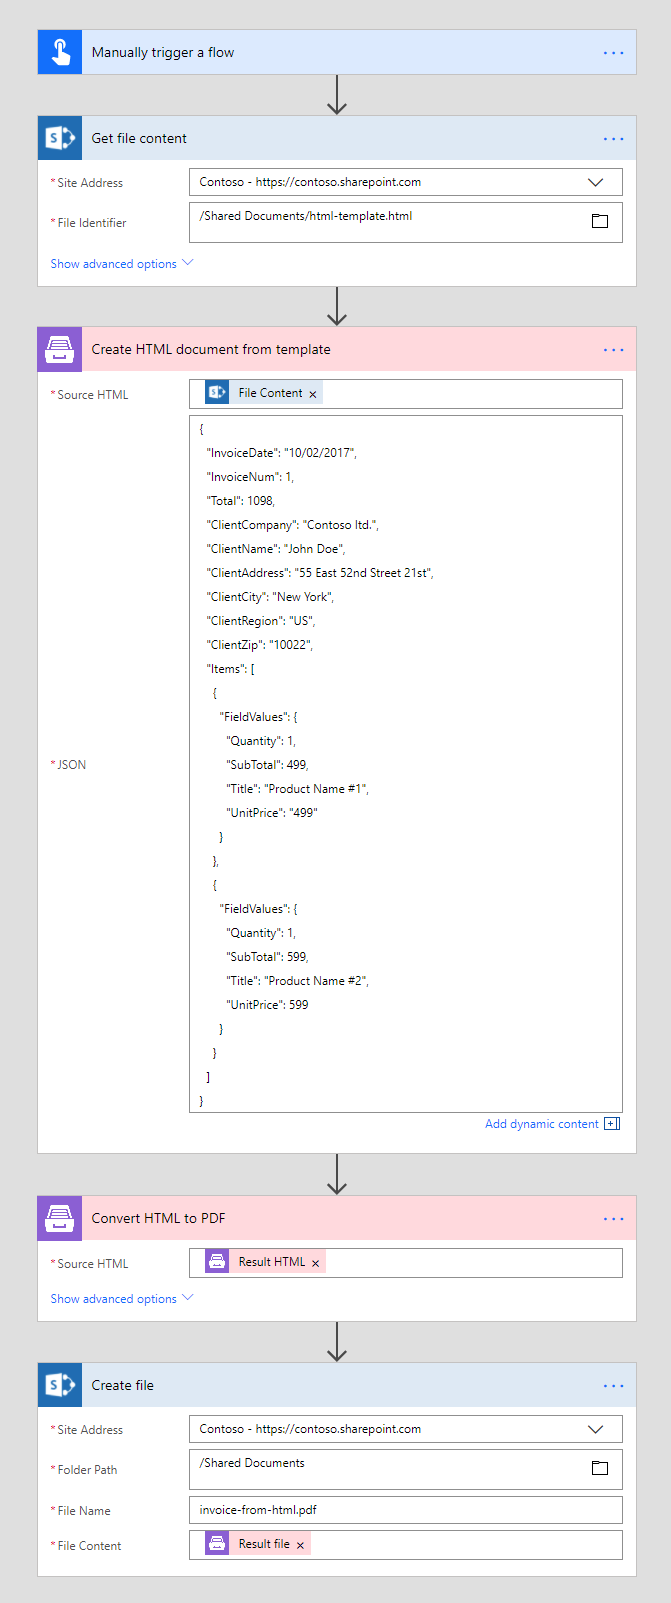 Manually trigger a flow
Get file content
* Site Address
Contoso - https://contoso.sharepoint.com
* File Identifier
/Shared Documents/html-template.html
Show advanced options
Create HTML document from template
* Source HTML
File Content ×
* JSON
{
"InvoiceDate": "10/02/2017",
"InvoiceNum": 1,
"Total": 1098,
"ClientCompany": "Contoso ltd.",
"ClientName": "John Doe",
"ClientAddress": "55 East 52nd Street 21st",
"ClientCity": "New York",
"ClientRegion": "US",
"ClientZip": "10022",
"Items": [
{
"FieldValues": {
"Quantity": 1,
"SubTotal": 499,
"Title": "Product Name #1",
"UnitPrice": "499"
}
},
{
"FieldValues": {
"Quantity": 1,
"SubTotal": 599,
"Title": "Product Name #2",
"UnitPrice": 599
}
}
]
}
Add dynamic content
Convert HTML to PDF
* Source HTML
Result HTML ×
Show advanced options
Create file
* Site Address
Contoso - https://contoso.sharepoint.com
* Folder Path
/Shared Documents
* File Name
invoice-from-html.pdf
* File Content
Result file ×